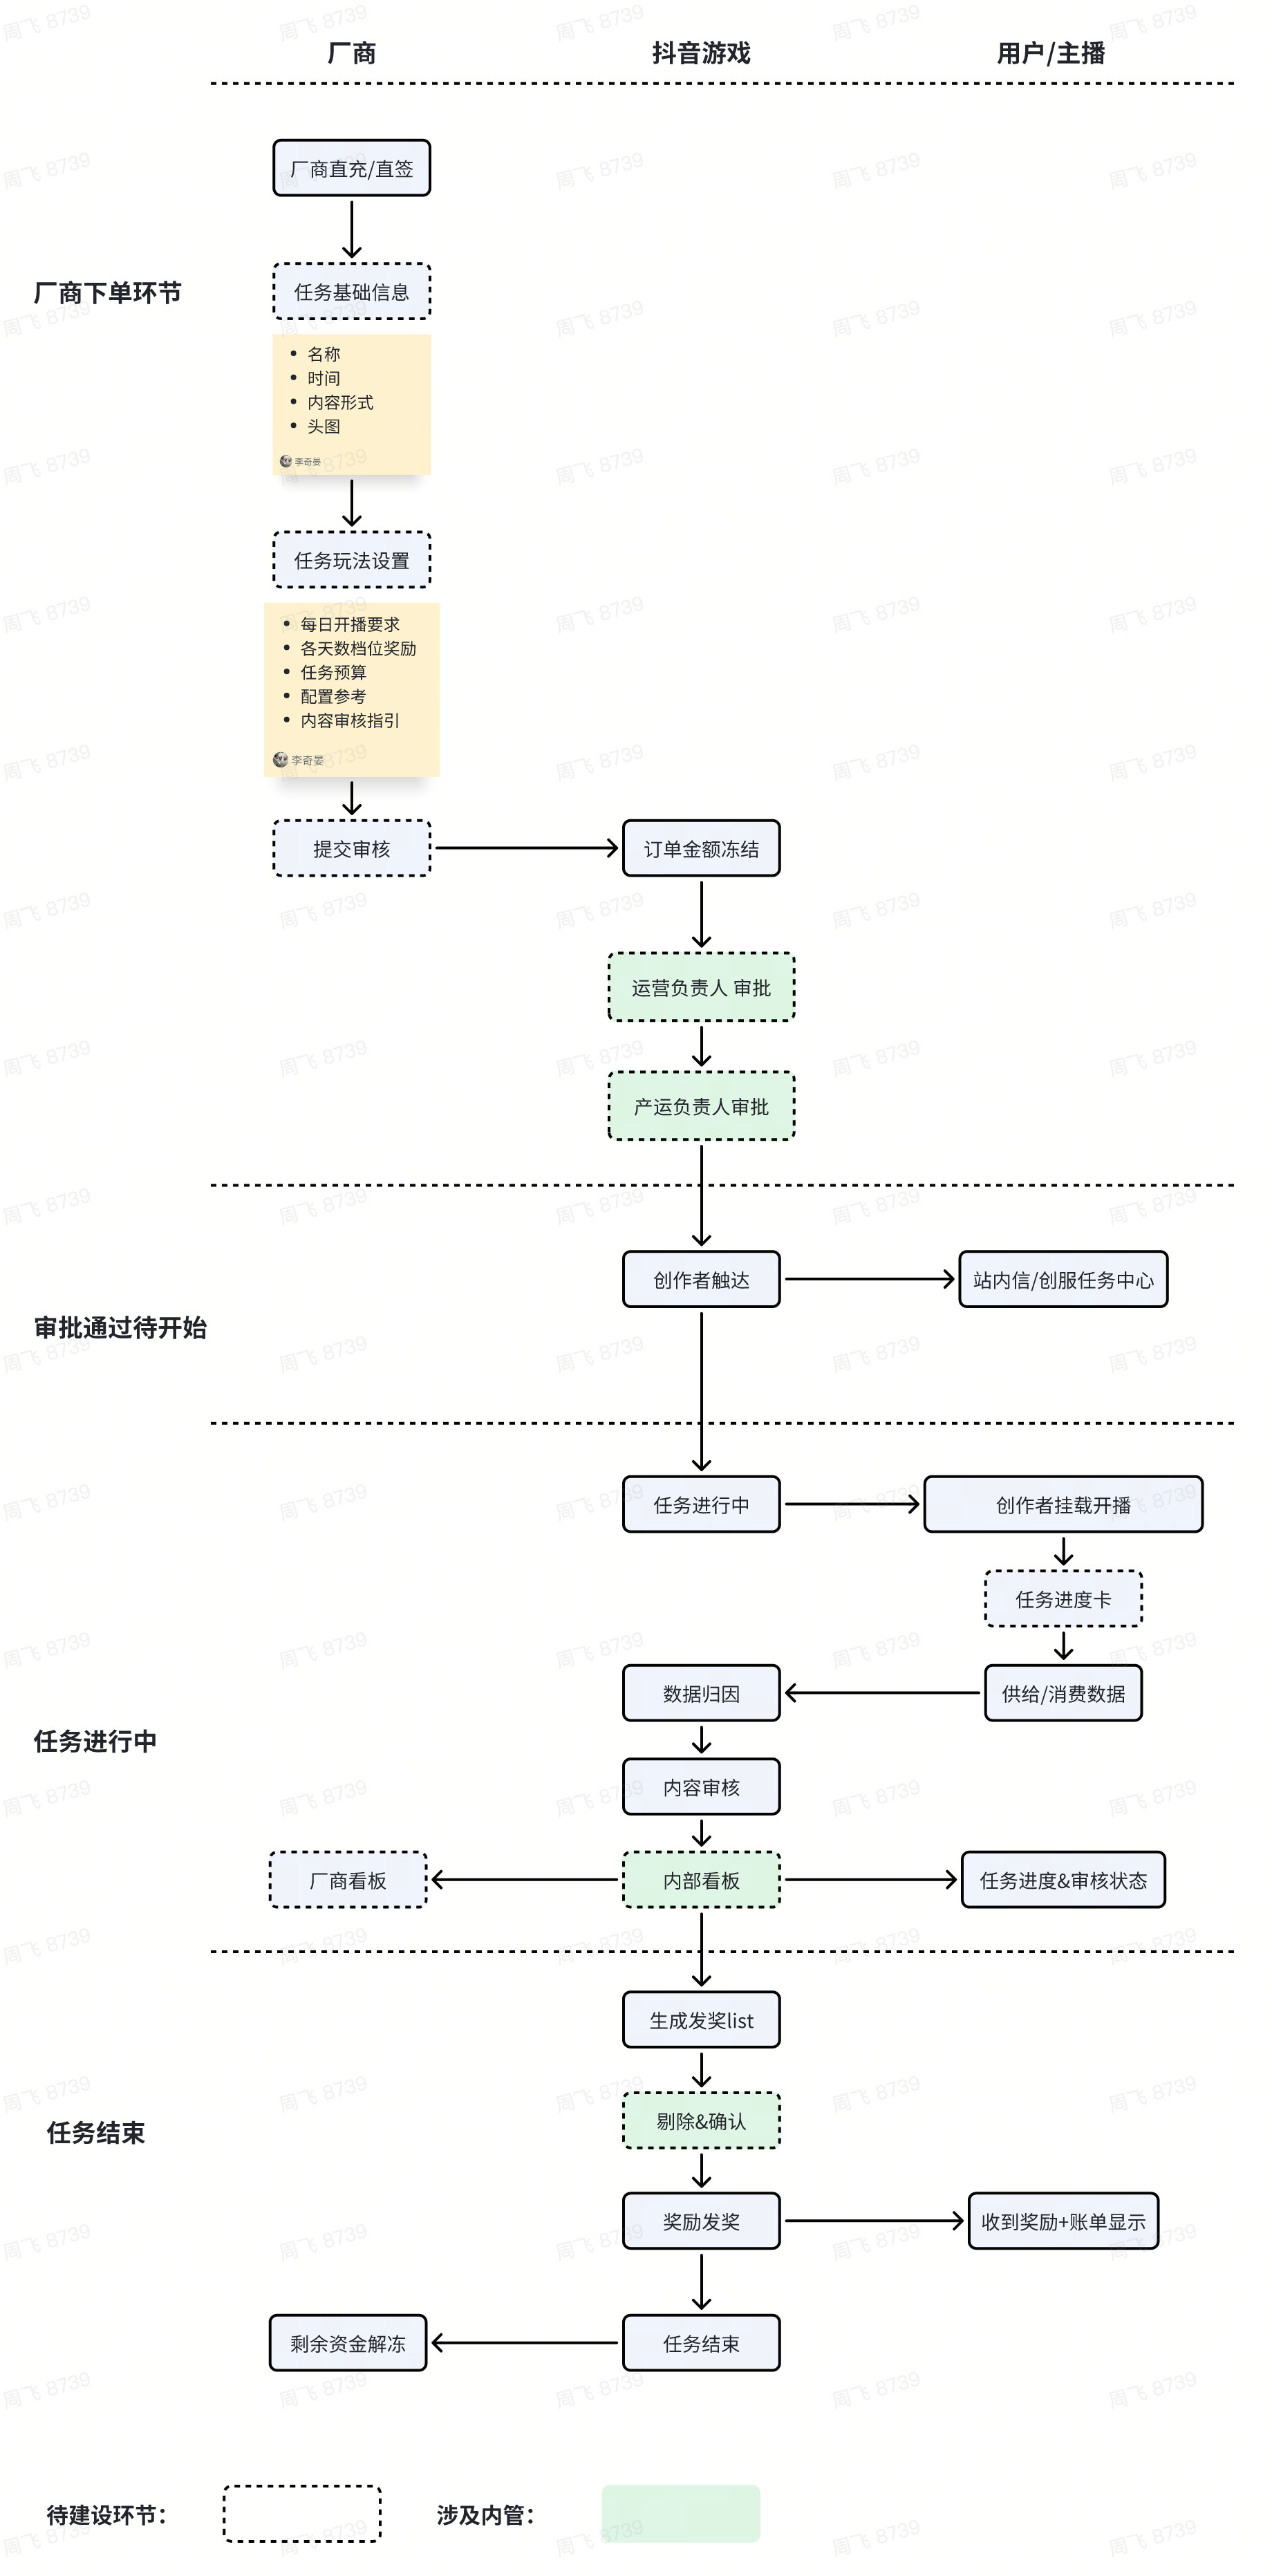 厂商
抖音游戏
用户/主播
厂商直充/直签
厂商下单环节
任务基础信息
名称
时间
内容形式
头图
李奇晏
任务玩法设置
每日开播要求
各天数档位奖励
任务预算
配置参考
内容审核指引
李奇晏
提交审核
订单金额冻结
运营负责人 审批
产运负责人审批
审批通过待开始
创作者触达
站内信/创服任务中心
任务进行中
任务进行中
创作者挂载开播
任务进度卡
数据归因
供给/消费数据
内容审核
厂商看板
内部看板
任务进度&审核状态
任务结束
生成发奖list
剔除&确认
奖励发奖
收到奖励+账单显示
剩余资金解冻
任务结束
待建设环节：
涉及内管：
周飞 8739